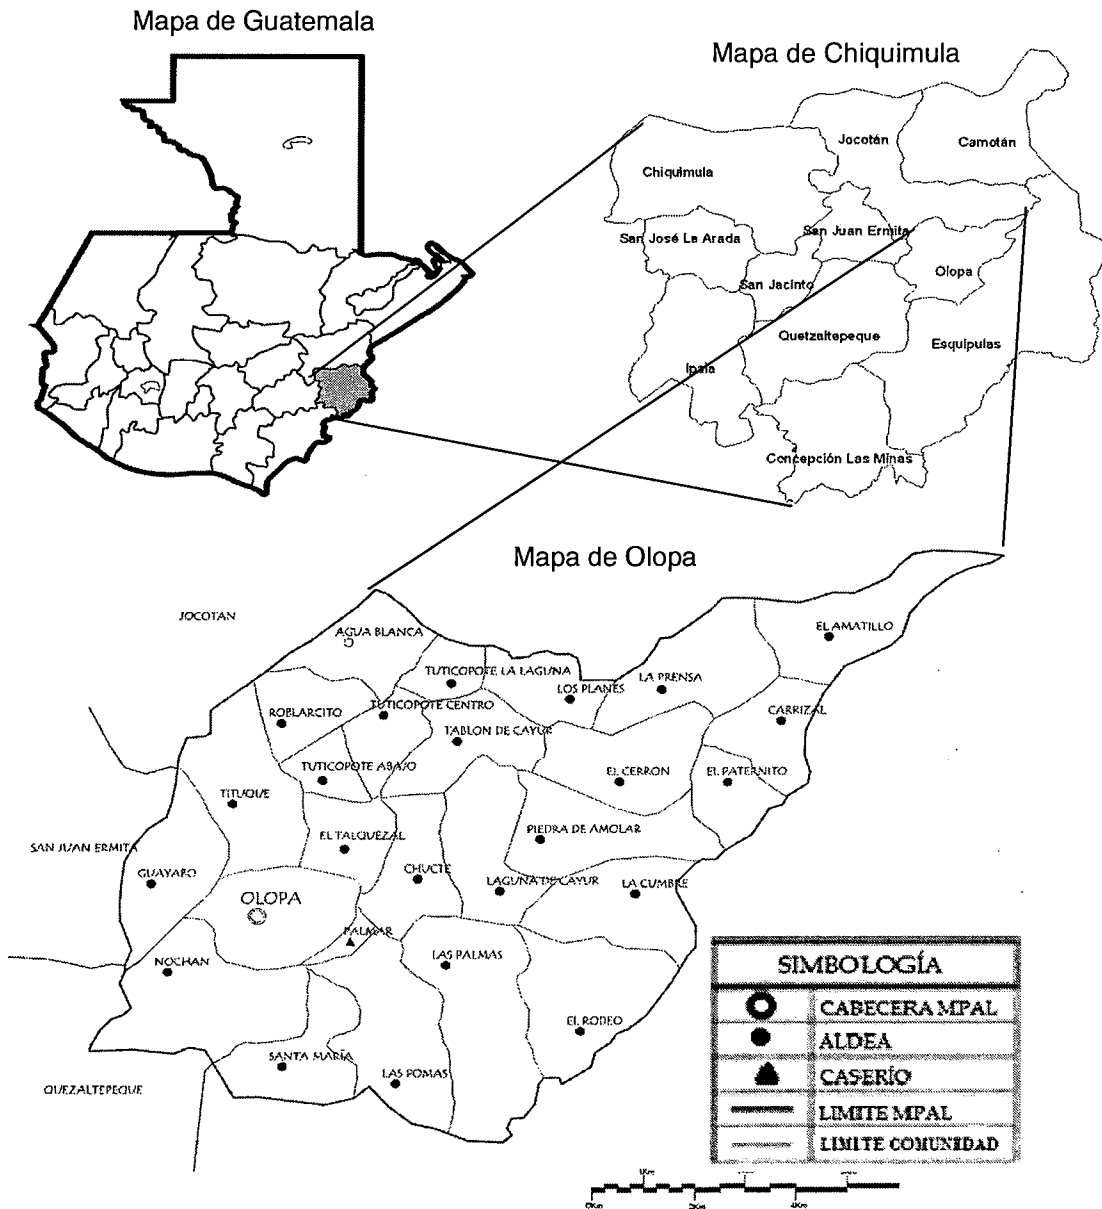 Mapa de Guatemala
Mapa de Chiquimula
Jocotán
Camotán
Chiquimula
San José La Arada
San Juan Ermita
Olopa
San Jacinto
Quetzaltepeque
Esquipulas
Ipala
Concepción Las Minas
Mapa de Olopa
JOCOTAN
AGUA BLANCA
EL AMATILLO
TUTICOPOTE LA LAGUNA
LA PRENSA
LOS PLANES
ROBLARCITO
TUTICOPOTE CENTRO
CARRIZAL
TABLON DE CAYUR
TUTICOPOTE ABAJO
EL CERRON
EL PATERNITO
TITUQUE
EL TALQUEZAL
PIEDRA DE AMOLAR
SAN JUAN ERMITA
GUAYABO
CHUCTE
LAGUNA DE CAYUR
LA CUMBRE
OLOPA
PALMAR
NOCHAN
LAS PALMAS
EL RODEO
SANTA MARÍA
LAS POMAS
QUEZALTEPEQUE
SIMBOLOGÍA
CABECERA MPAL
ALDEA
CASERÍO
LIMITE MPAL
LIMITE COMUNIDAD
1Km
0Km
2Km
4Km